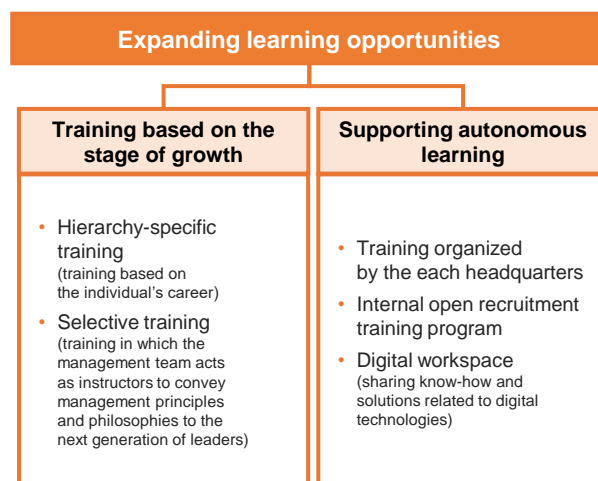 Expanding learning opportunities
Training based on the
stage of growth
• Hierarchy-specific
training
(training based on
the individual's career)
• Selective training
(training in which the
management team acts
as instructors to convey
management principles
and philosophies to the
next generation of leaders)
Supporting autonomous
learning
• Training organized
by the each headquarters
• Internal open recruitment
training program
• Digital workspace
(sharing know-how and
solutions related to digital
technologies)